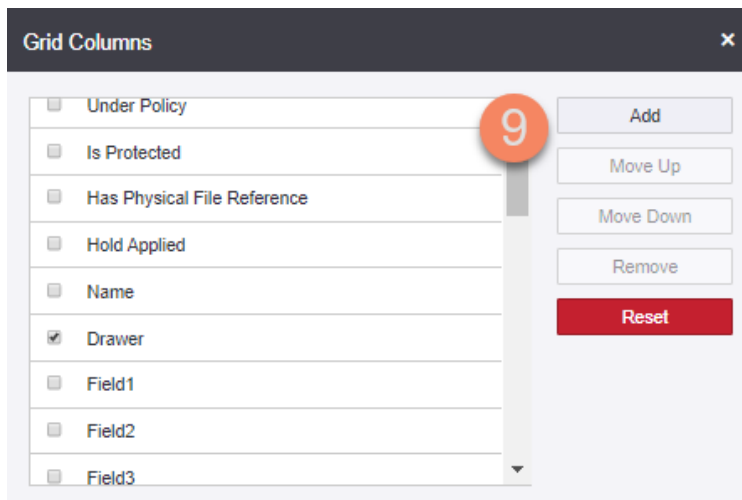 Grid Columns ×
Under Policy
Is Protected
Has Physical File Reference
Hold Applied
Name
Drawer
Field1
Field2
Field3
9
Add
Move Up
Move Down
Remove
Reset